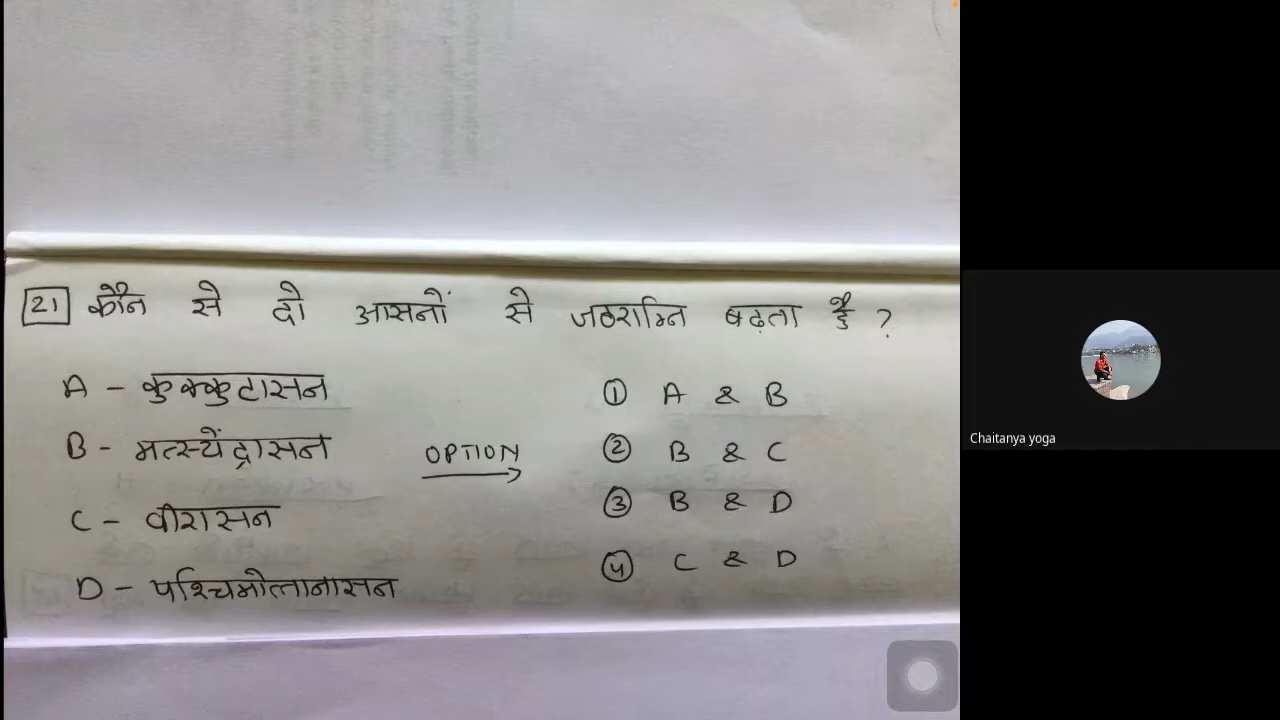 21 कौन से दो आसनों से जठराग्नि बढ़ता है ?
A - कुक्कुटासन
B - मत्स्येंद्रासन
C - वीरासन
D - पश्चिमोत्तानासन
OPTION
① A & B
② B & C
③ B & D
④ C & D
Chaitanya yoga